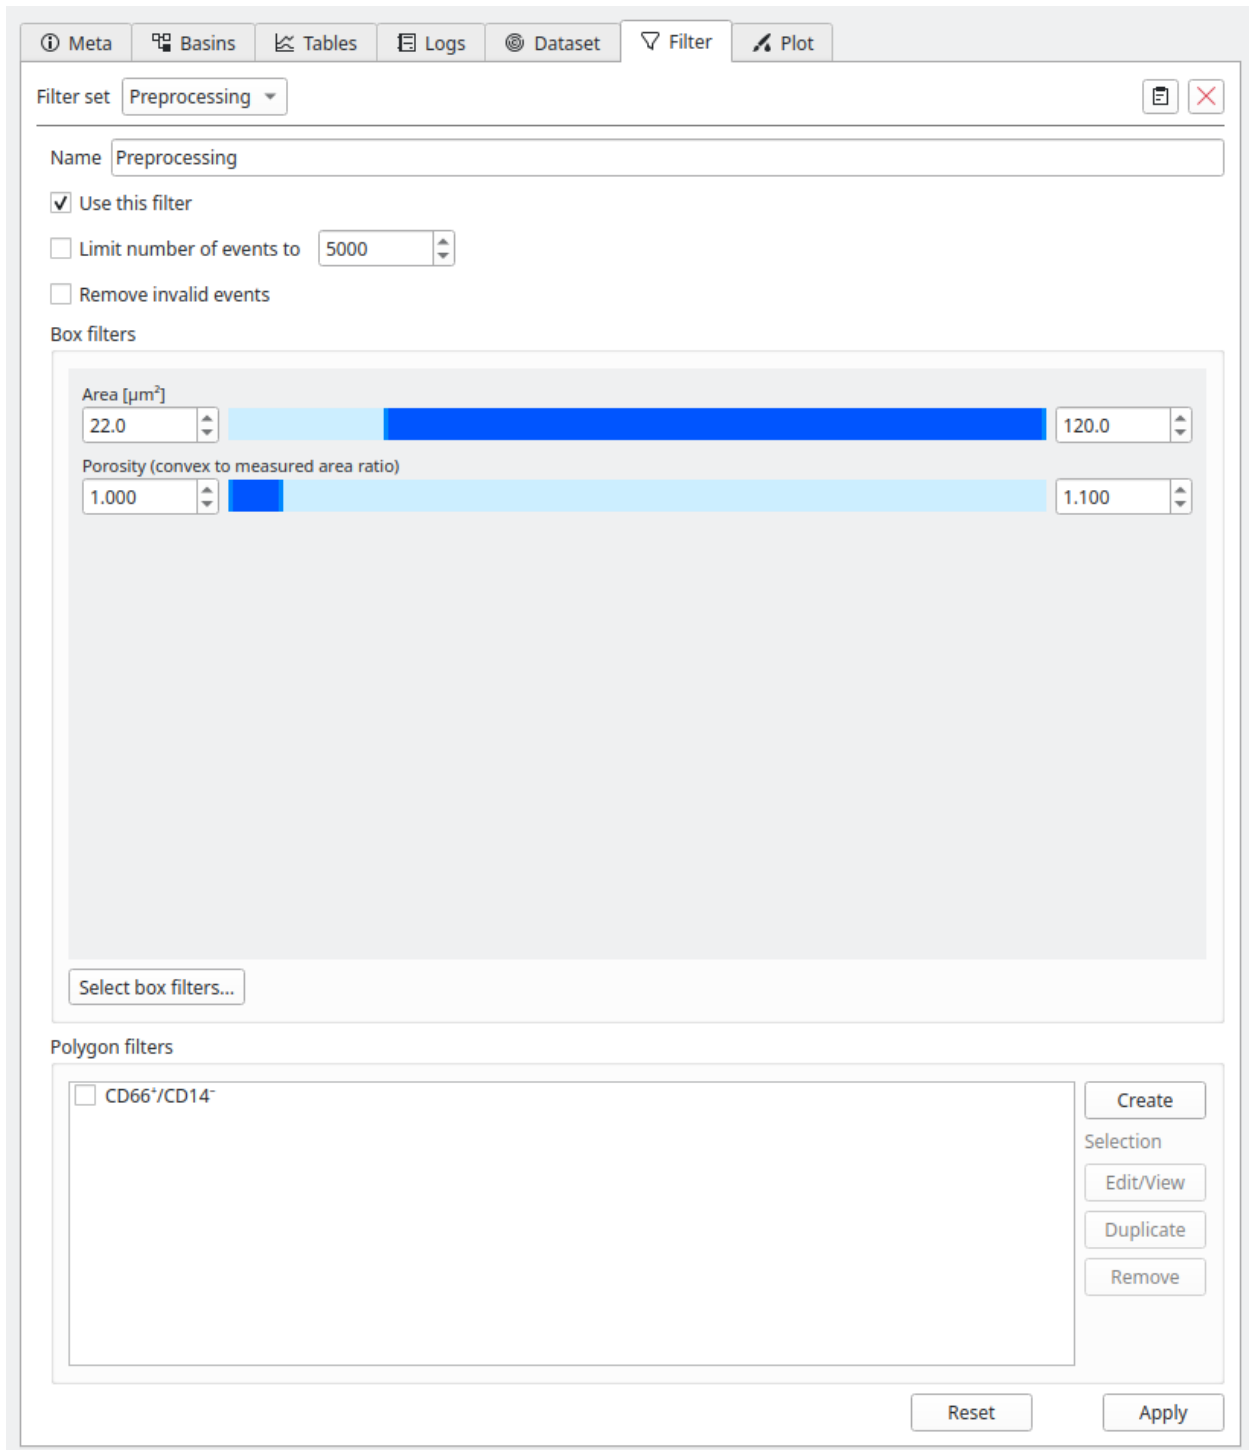 Meta Basins Tables Logs Dataset Filter Plot
Filter set Preprocessing
Name Preprocessing
Use this filter
Limit number of events to 5000
Remove invalid events
Box filters
Area [µm²]
22.0 120.0
Porosity (convex to measured area ratio)
1.000 1.100
Select box filters...
Polygon filters
CD66⁺/CD14⁻
Create
Selection
Edit/View
Duplicate
Remove
Reset Apply